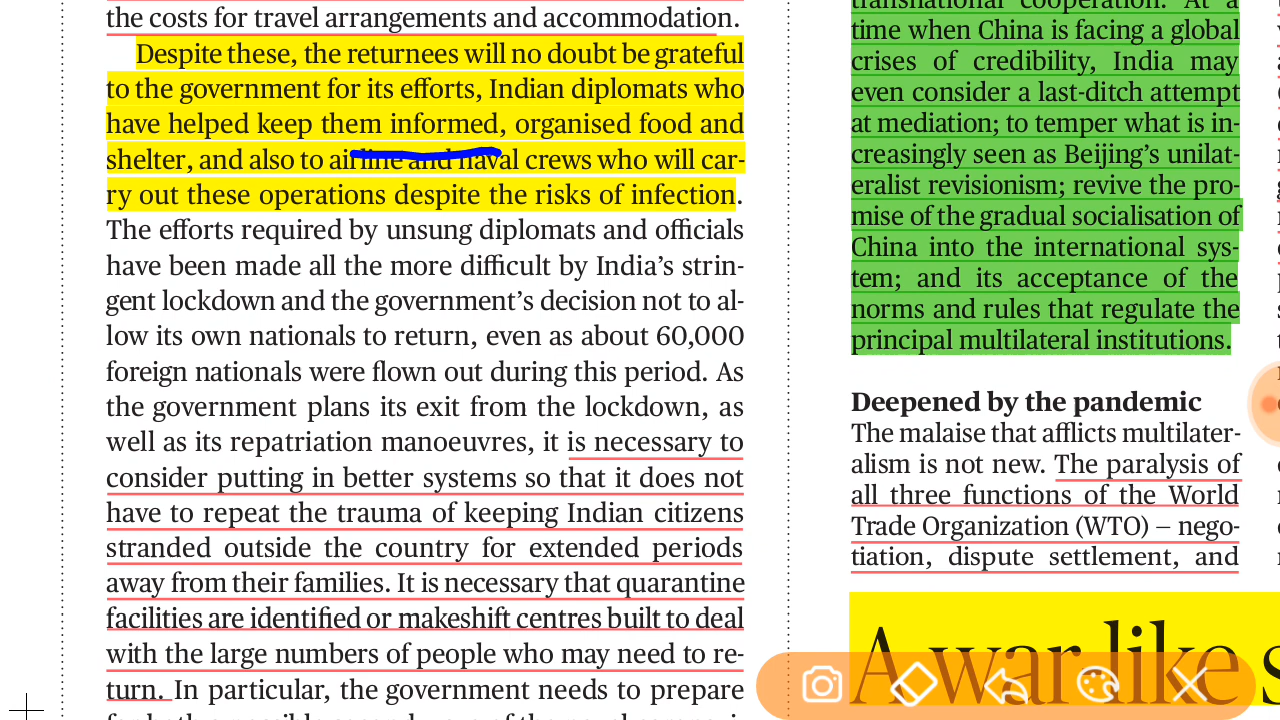 the costs for travel arrangements and accommodation.
Despite these, the returnees will no doubt be grateful
to the government for its efforts, Indian diplomats who
have helped keep them informed, organised food and
shelter, and also to airline and naval crews who will car-
ry out these operations despite the risks of infection.
The efforts required by unsung diplomats and officials
have been made all the more difficult by India’s strin-
gent lockdown and the government’s decision not to al-
low its own nationals to return, even as about 60,000
foreign nationals were flown out during this period. As
the government plans its exit from the lockdown, as
well as its repatriation manoeuvres, it is necessary to
consider putting in better systems so that it does not
have to repeat the trauma of keeping Indian citizens
stranded outside the country for extended periods
away from their families. It is necessary that quarantine
facilities are identified or makeshift centres built to deal
with the large numbers of people who may need to re-
turn. In particular, the government needs to prepare
transnational cooperation. At a
time when China is facing a global
crises of credibility, India may
even consider a last-ditch attempt
at mediation; to temper what is in-
creasingly seen as Beijing’s unilat-
eralist revisionism; revive the pro-
mise of the gradual socialisation of
China into the international sys-
tem; and its acceptance of the
norms and rules that regulate the
principal multilateral institutions.
Deepened by the pandemic
The malaise that afflicts multilater-
alism is not new. The paralysis of
all three functions of the World
Trade Organization (WTO) – nego-
tiation, dispute settlement, and
A war like s